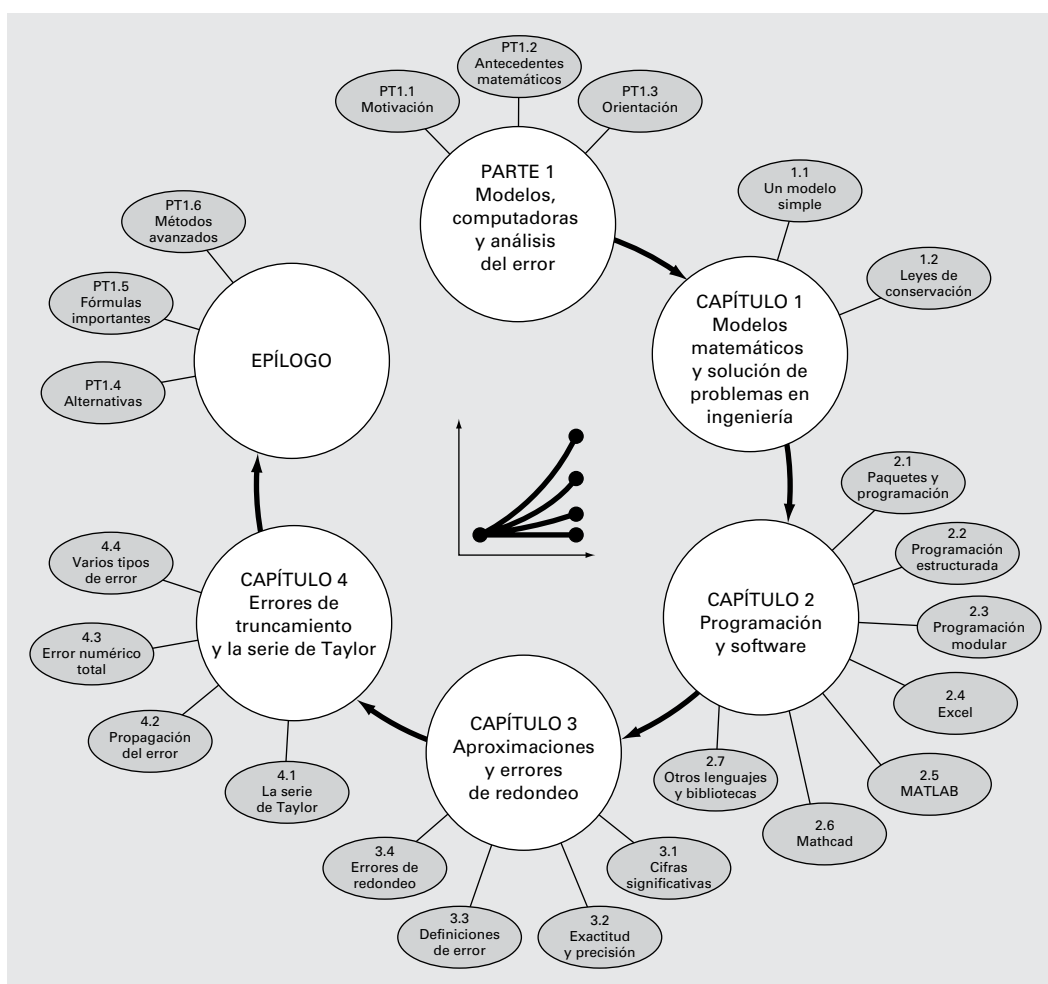 PT1.1
Motivación
PT1.2
Antecedentes
matemáticos
PT1.3
Orientación
PARTE 1
Modelos,
computadoras
y análisis
del error
1.1
Un modelo
simple
1.2
Leyes de
conservación
CAPÍTULO 1
Modelos
matemáticos
y solución de
problemas en
ingeniería
2.1
Paquetes y
programación
2.2
Programación
estructurada
2.3
Programación
modular
2.4
Excel
2.5
MATLAB
2.6
Mathcad
2.7
Otros lenguajes
y bibliotecas
CAPÍTULO 2
Programación
y software
CAPÍTULO 3
Aproximaciones
y errores
de redondeo
3.1
Cifras
significativas
3.2
Exactitud
y precisión
3.3
Definiciones
de error
3.4
Errores de
redondeo
CAPÍTULO 4
Errores de
truncamiento
y la serie de Taylor
4.1
La serie
de Taylor
4.2
Propagación
del error
4.3
Error numérico
total
4.4
Varios tipos
de error
EPÍLOGO
PT1.4
Alternativas
PT1.5
Fórmulas
importantes
PT1.6
Métodos
avanzados